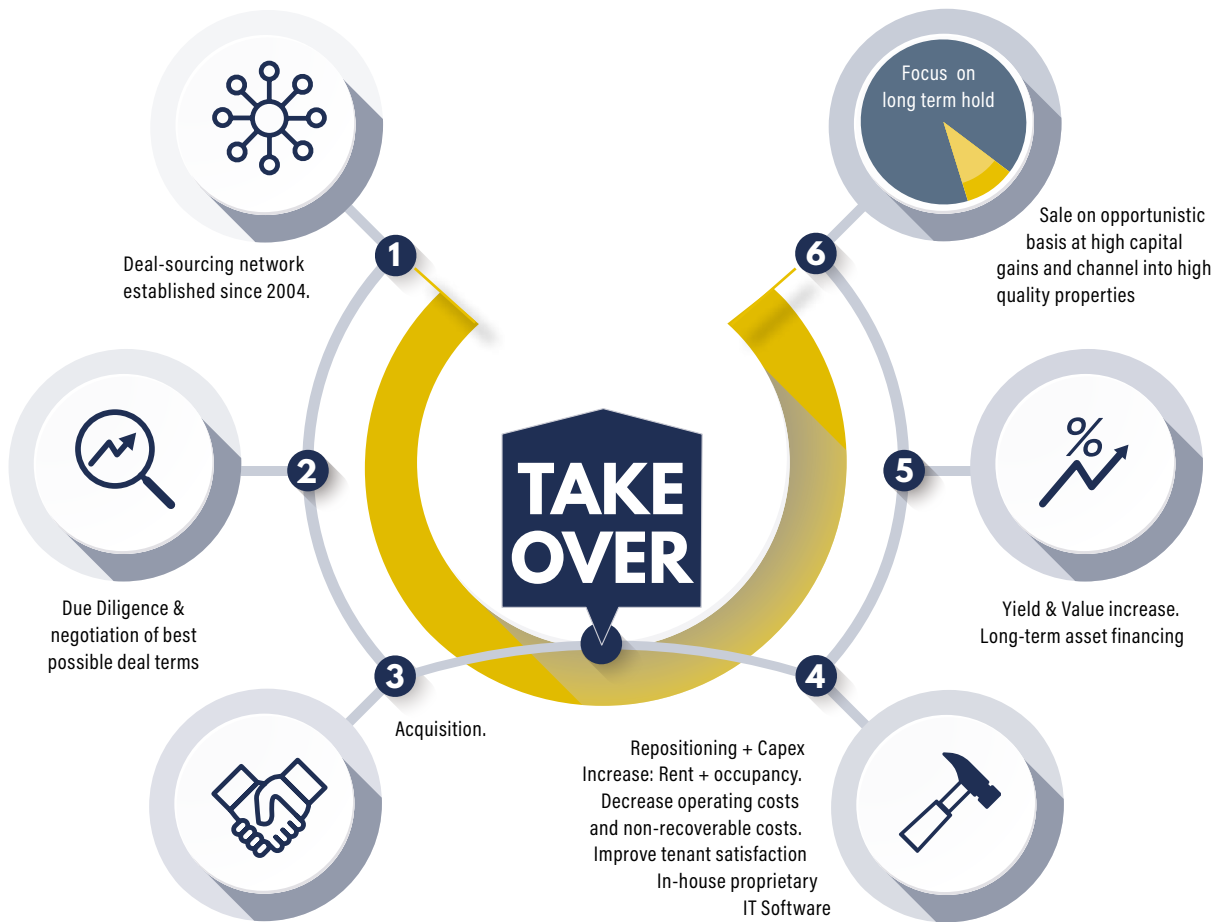 1
Deal-sourcing network
established since 2004.
2
Due Diligence &
negotiation of best
possible deal terms
3
Acquisition.
TAKE
OVER
4
Repositioning + Capex
Increase: Rent + occupancy.
Decrease operating costs
and non-recoverable costs.
Improve tenant satisfaction
In-house proprietary
IT Software
5
%
Yield & Value increase.
Long-term asset financing
6
Focus on
long term hold
Sale on opportunistic
basis at high capital
gains and channel into high
quality properties